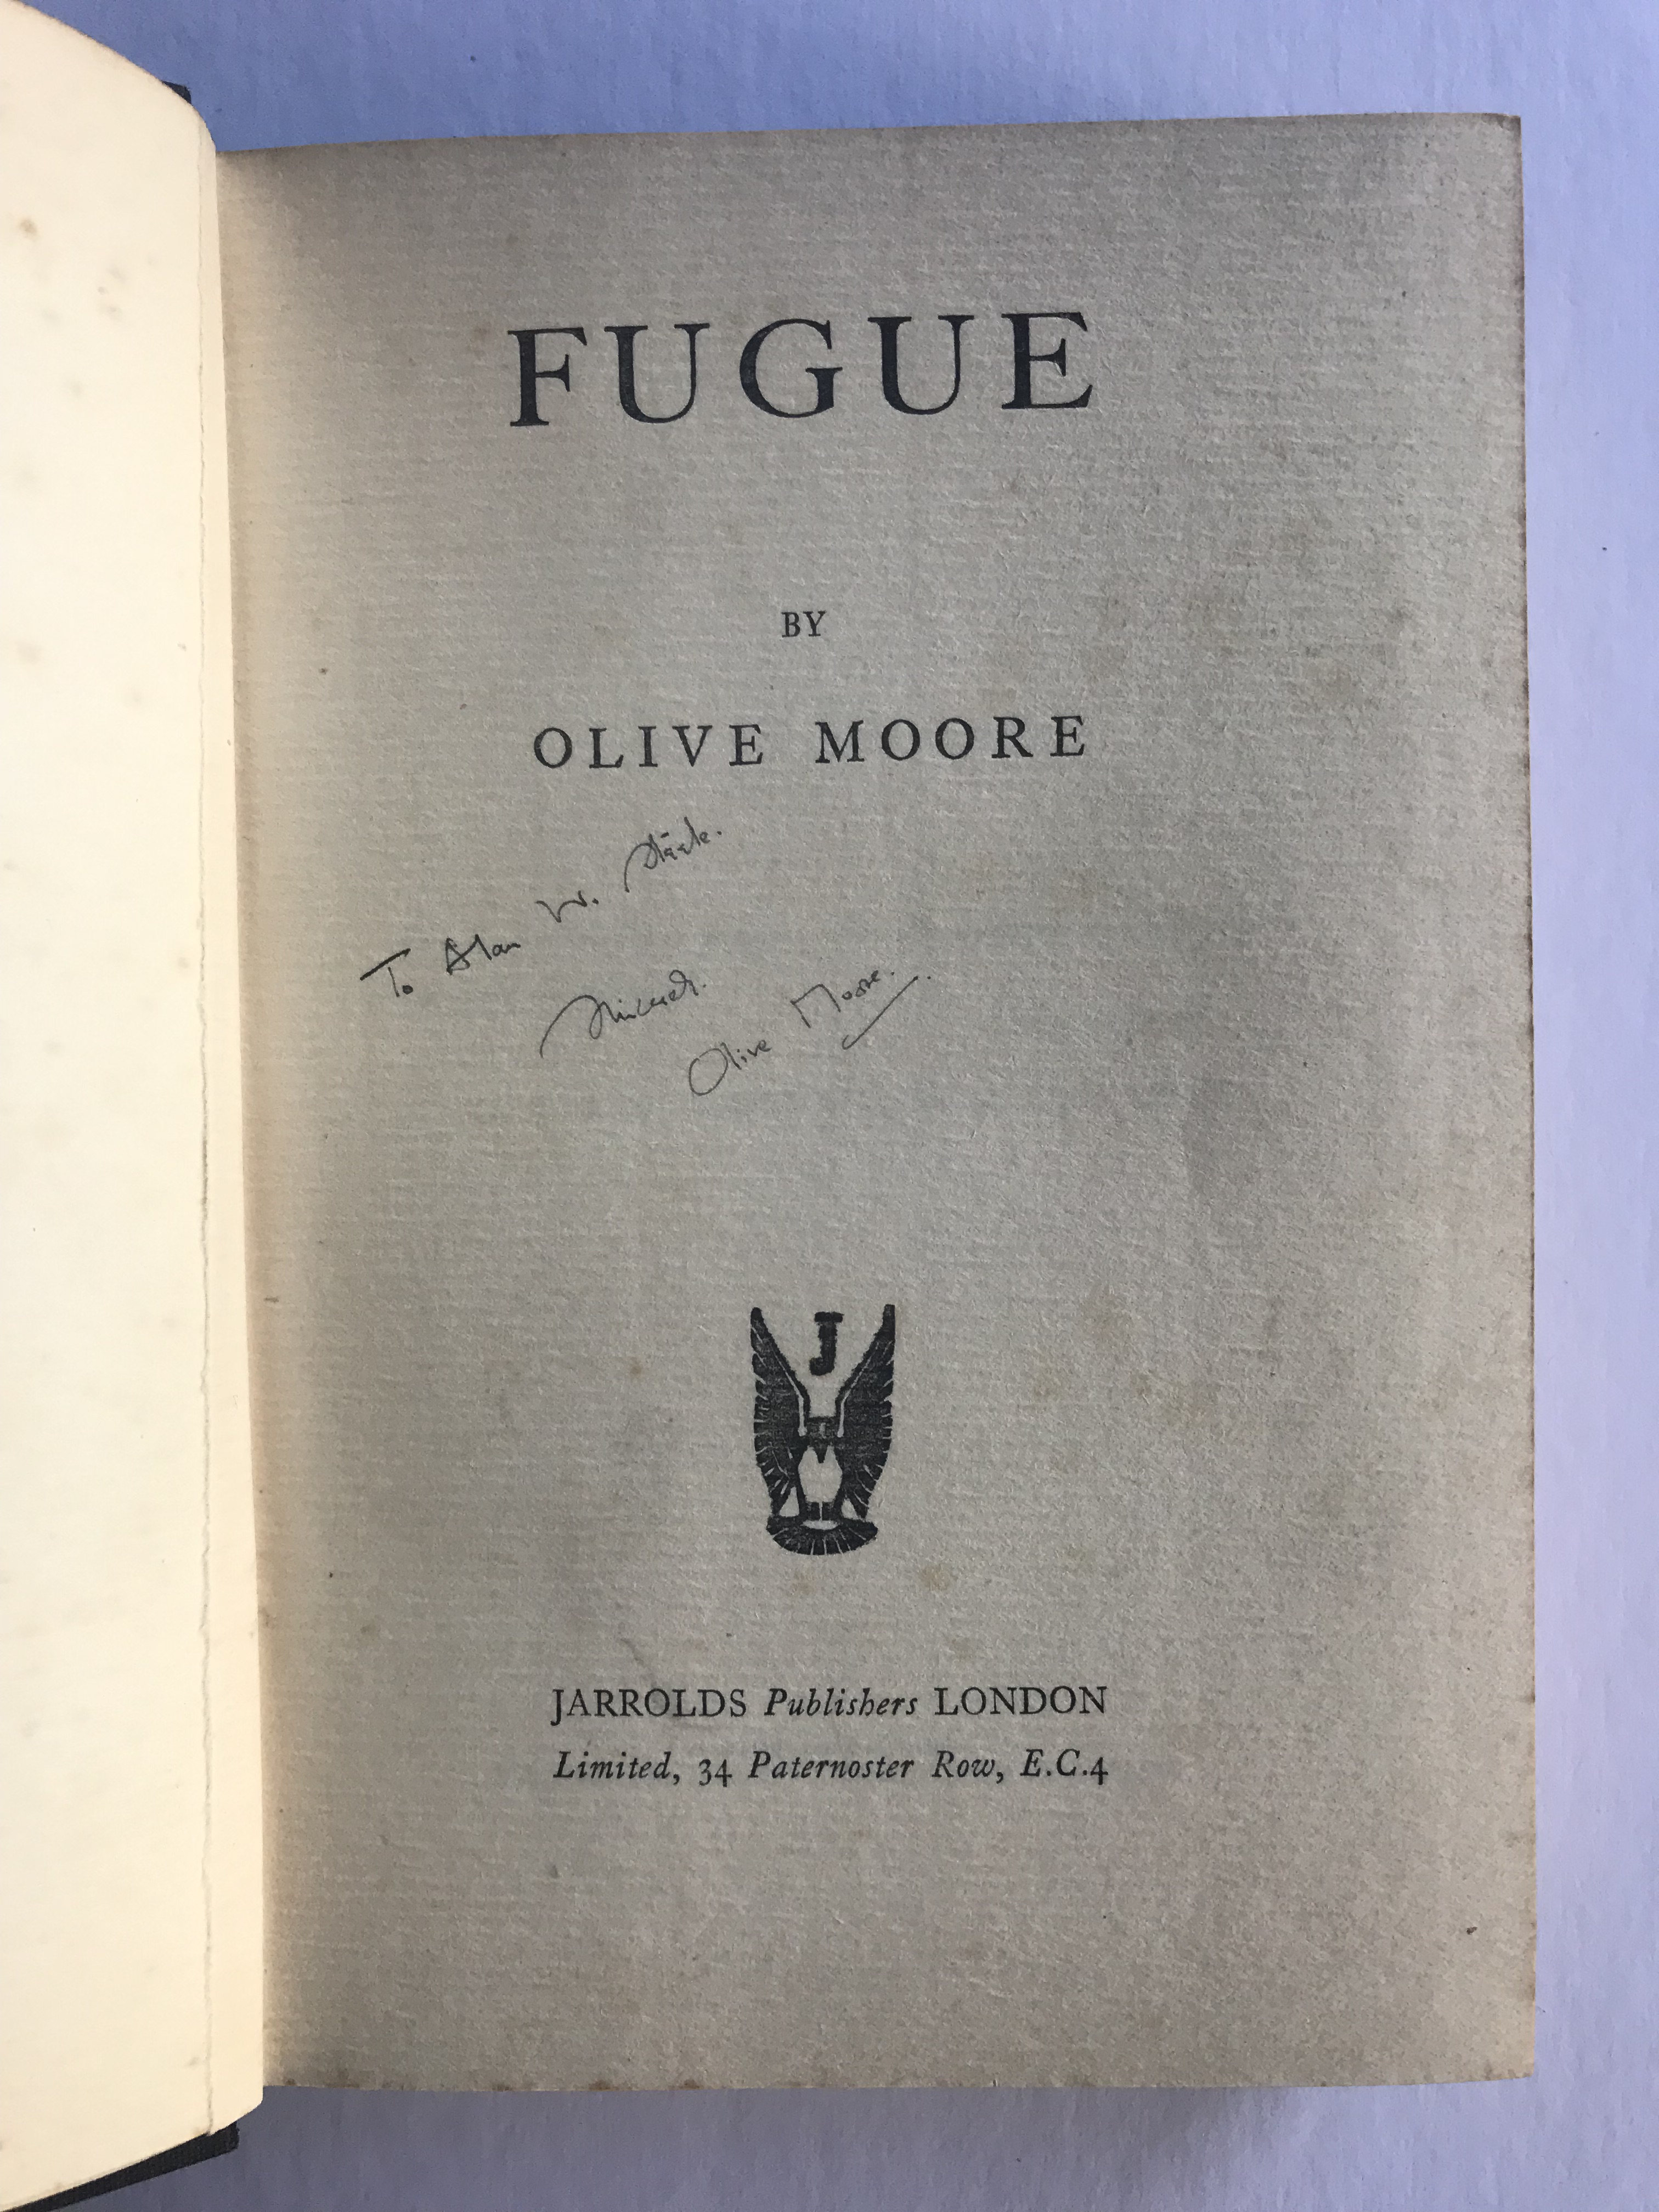 FUGUE
BY
OLIVE MOORE
To Alan W. Steele.
Olive Moore.
J
JARROLDS Publishers LONDON
Limited, 34 Paternoster Row, E.C.4